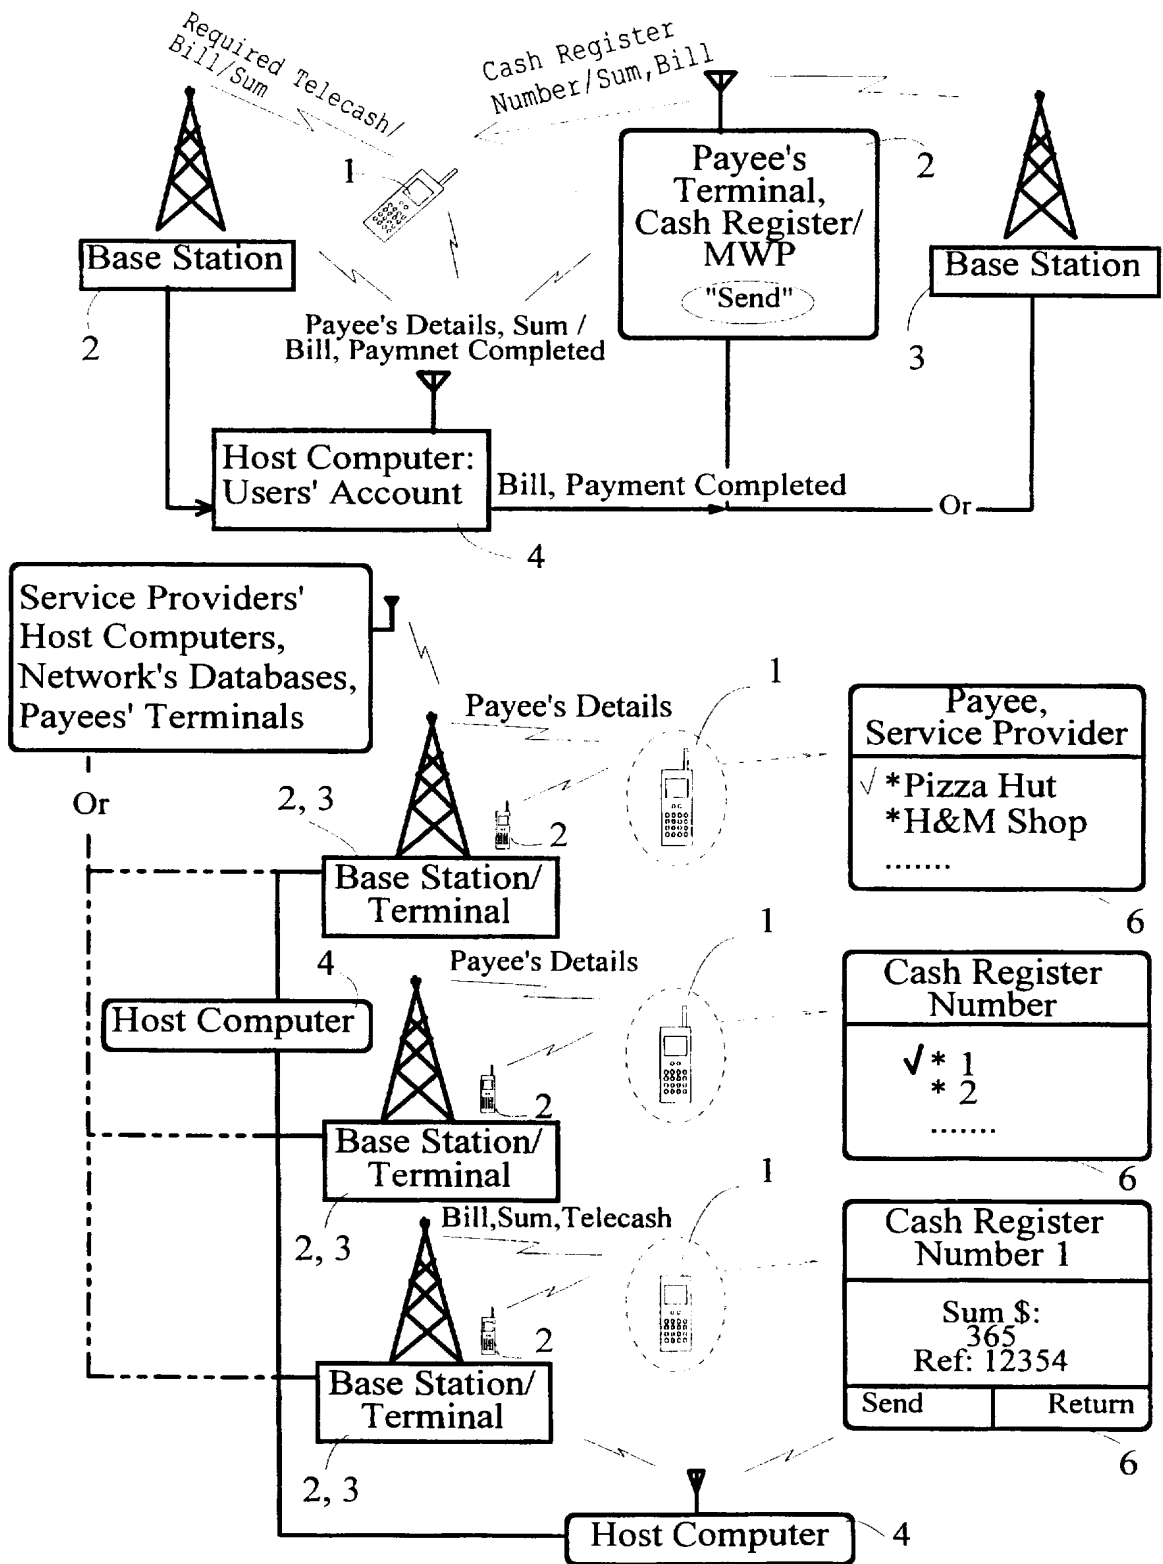 Required Telecash/
Bill/Sum
Cash Register
Number/Sum,Bill
1
Payee's
Terminal,
Cash Register/
MWP
"Send"
2
Base Station
2
Base Station
3
Payee's Details, Sum /
Bill, Paymnet Completed
Host Computer:
Users' Account
Bill, Payment Completed
Or
4
Service Providers'
Host Computers,
Network's Databases,
Payees' Terminals
Or
Payee's Details
1
Payee,
Service Provider
√ *Pizza Hut
*H&M Shop
.......
6
2, 3
2
Base Station/
Terminal
4
Host Computer
Payee's Details
1
Cash Register
Number
√ * 1
* 2
.......
6
2
Base Station/
Terminal
2, 3
Bill,Sum,Telecash
1
Cash Register
Number 1
Sum $:
365
Ref: 12354
Send Return
6
2
Base Station/
Terminal
2, 3
Host Computer
4